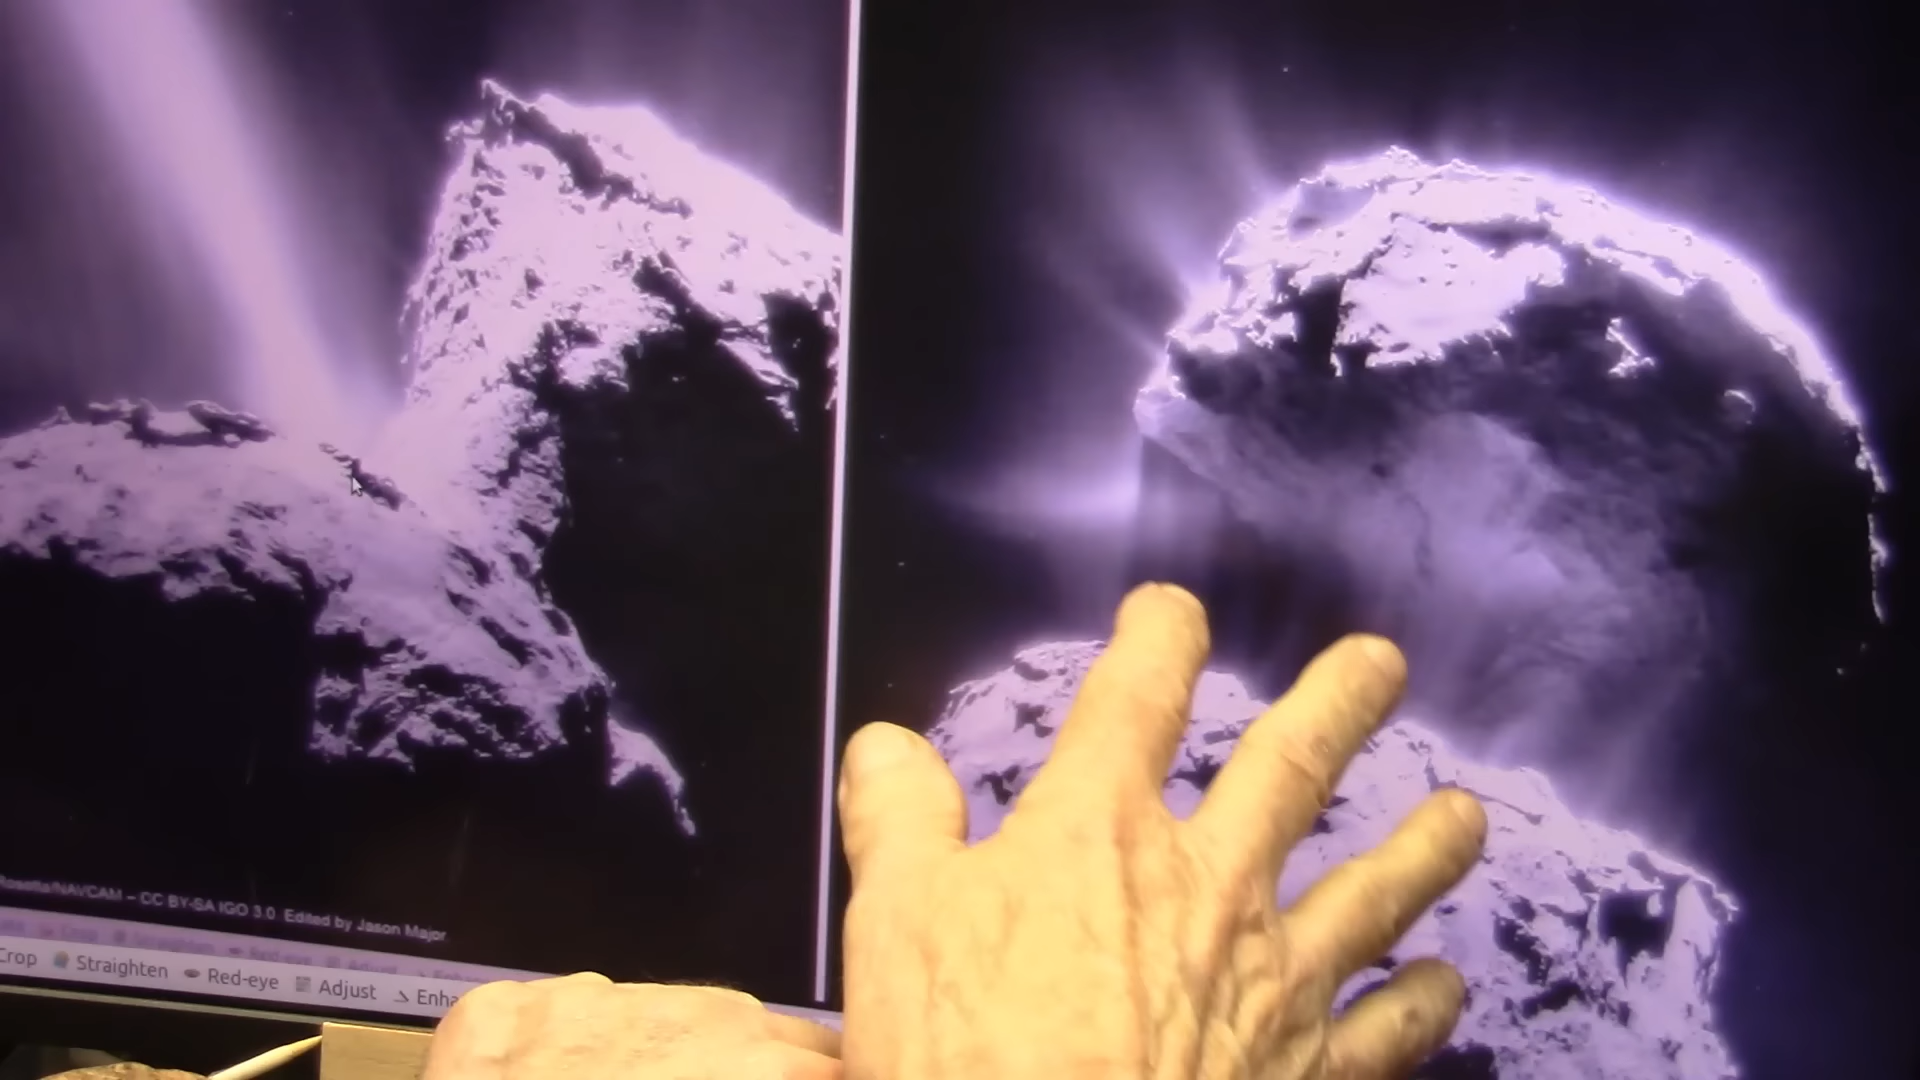 Rosetta/NAVCAM – CC BY-SA IGO 3.0. Edited by Jason Major
Crop Straighten Red-eye Adjust Enha